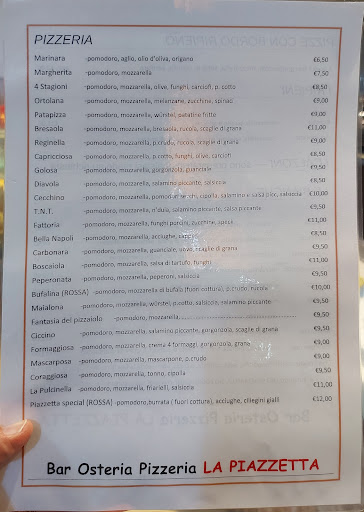 PIZZERIA
Marinara -pomodoro, aglio, olio d'oliva, origano €6,50
Margherita -pomodoro, mozzarella €7,50
4 Stagioni -pomodoro, mozzarella, olive, funghi, carciofi, p. cotto €8,50
Ortolana -pomodoro, mozzarella, melanzane, zucchine, spinaci €9,00
Patapizza -pomodoro, mozzarella, würstel, patatine fritte €9,00
Bresaola -pomodoro, mozzarella, bresaola, rucola, scaglie di grana €11,00
Reginella -pomodoro, mozzarella, p.crudo, rucola, scaglie di grana €9,50
Capricciosa -pomodoro, mozzarella, p.cotto, funghi, olive, carciofi €8,50
Golosa -pomodoro, mozzarella, gorgonzola, guanciale €9,50
Diavola -pomodoro, mozzarella, salamino piccante, salsiccia €8,50
Cecchino -pomodoro, mozzarella, pomodori secchi, cipolla, salamino e salsa picc, salsiccia €10,00
T.N.T. -pomodoro, mozzarella, n'duia, salamino piccante, salsa piccante €9,50
Fattoria -pomodoro, mozzarella, funghi porcini, zucchine, speck €11,00
Bella Napoli -pomodoro, mozzarella, acciughe, capperi €8,50
Carbonara -pomodoro, mozzarella, guanciale, uovo, scaglie di grana €9,50
Boscaiola -pomodoro, mozzarella, salsa di tartufo, funghi €11,00
Peperonata -pomodoro, mozzarella, peperoni, salsiccia €9,50
Bufalina (ROSSA) -pomodoro, mozzarella di bufala (fuori cottura), p.crudo, rucola €10,00
Maialona -pomodoro, mozzarella, würstel, p.cotto, salsiccia, salamino piccante €9,50
Fantasia del pizzaiolo -pomodoro, mozzarella, €9,50
Ciccino -pomodoro, mozzarella, salamino piccante, gorgonzola, scaglie di grana €9,50
Formaggiosa -pomodoro, mozzarella, crema 4 formaggi, gorgonzola, grana €9,00
Mascarposa -pomodoro, mozzarella, mascarpone, p.crudo €9,50
Coraggiosa -pomodoro, mozzarella, tonno, cipolla €9,50
La Pulcinella -pomodoro, mozzarella, friarielli, salsiccia €11,00
Piazzetta special (ROSSA) -pomodoro,burrata ( fuori cottura), acciughe, ciliegini gialli €12,00
Bar Osteria Pizzeria LA PIAZZETTA